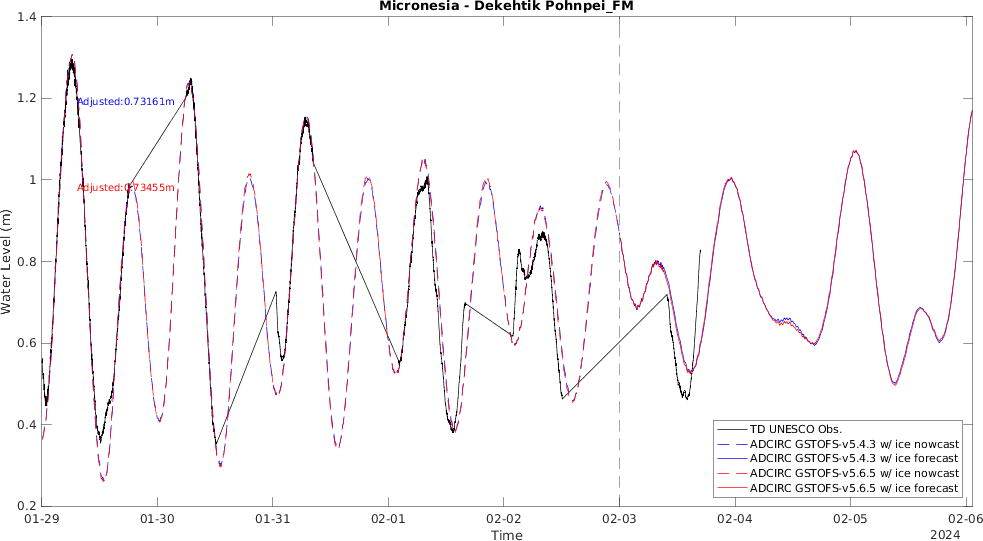 Micronesia - Dekehtik Pohnpei_FM
1.4
1.2
1
0.8
0.6
0.4
0.2
Water Level (m)
Adjusted:0.73161m
Adjusted:0.73455m
TD UNESCO Obs.
ADCIRC GSTOFS-v5.4.3 w/ ice nowcast
ADCIRC GSTOFS-v5.4.3 w/ ice forecast
ADCIRC GSTOFS-v5.6.5 w/ ice nowcast
ADCIRC GSTOFS-v5.6.5 w/ ice forecast
01-29 01-30 01-31 02-01 02-02 02-03 02-04 02-05 02-06
Time
2024